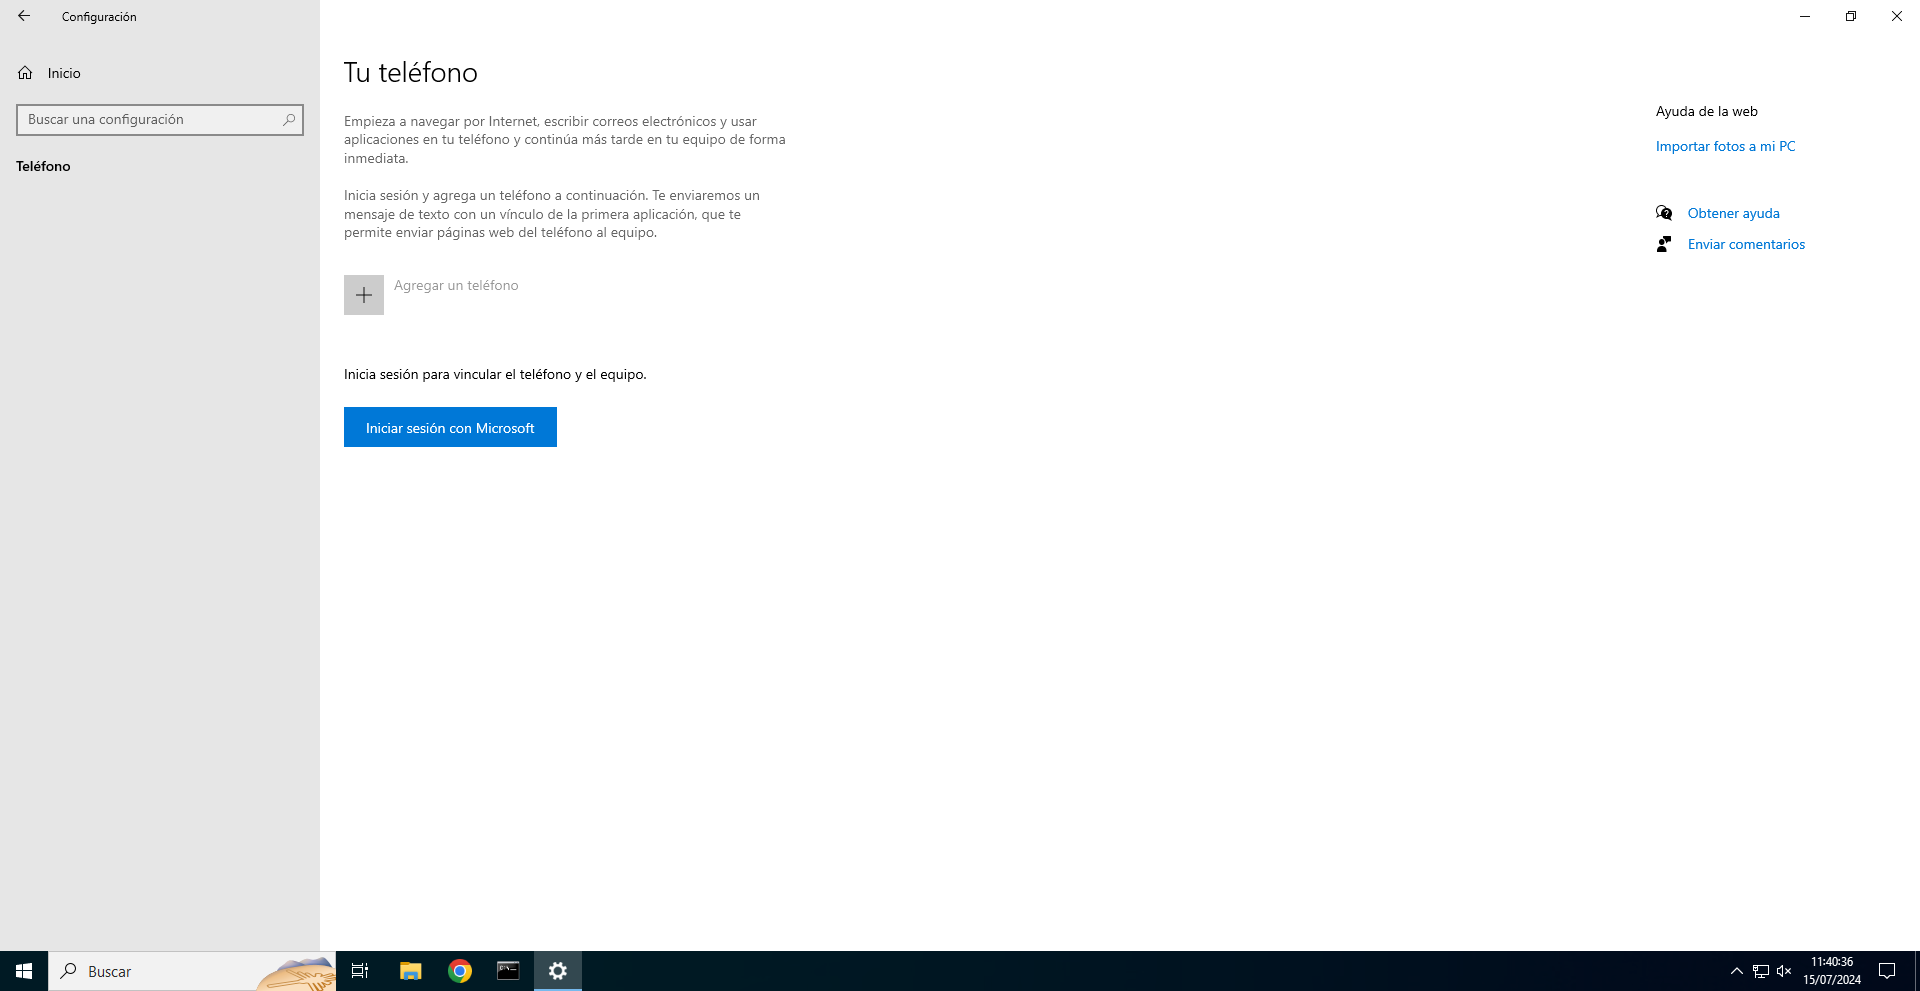 Configuración
Inicio
Buscar una configuración
Teléfono
Tu teléfono
Empieza a navegar por Internet, escribir correos electrónicos y usar
aplicaciones en tu teléfono y continúa más tarde en tu equipo de forma
inmediata.
Inicia sesión y agrega un teléfono a continuación. Te enviaremos un
mensaje de texto con un vínculo de la primera aplicación, que te
permite enviar páginas web del teléfono al equipo.
Agregar un teléfono
Inicia sesión para vincular el teléfono y el equipo.
Iniciar sesión con Microsoft
Ayuda de la web
Importar fotos a mi PC
Obtener ayuda
Enviar comentarios
Buscar
11:40:36
15/07/2024